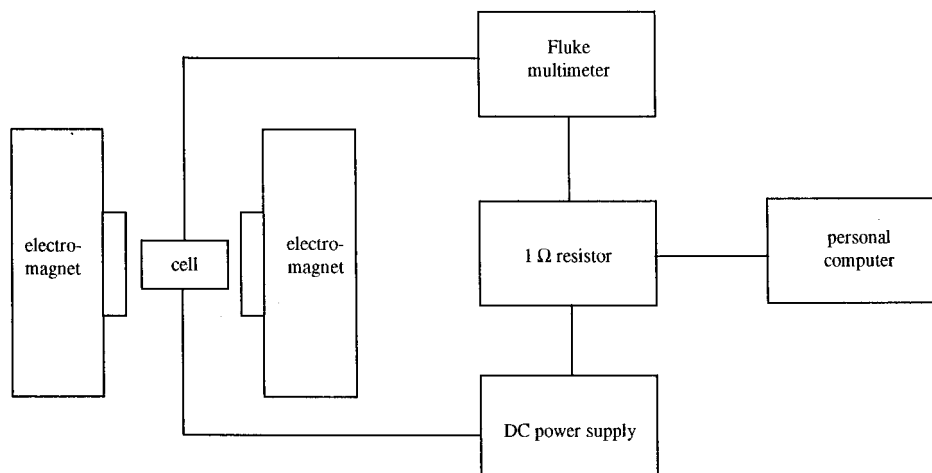 Fluke
multimeter
electro-
magnet
cell
electro-
magnet
1 Ω resistor
personal
computer
DC power supply